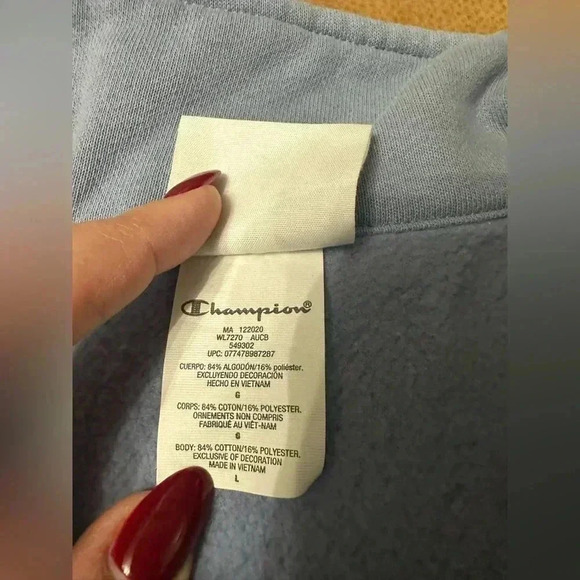 Champion®
MA 122020
WL7270 AUCB
549302
UPC: 077478987287
CUERPO: 84% ALGODÓN/16% poliéster.
EXCLUYENDO DECORACIÓN
HECHO EN VIETNAM
G
CORPS: 84% COTON/16% POLYESTER.
ORNEMENTS NON COMPRIS
FABRIQUÉ AU VIÊT-NAM
G
BODY: 84% COTTON/16% POLYESTER.
EXCLUSIVE OF DECORATION
MADE IN VIETNAM
L